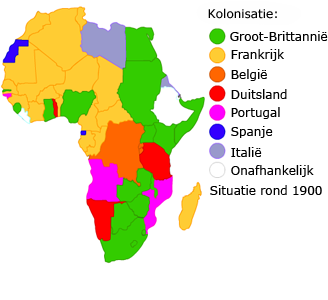 Kolonisatie:
Groot-Brittannië
Frankrijk
België
Duitsland
Portugal
Spanje
Italië
Onafhankelijk
Situatie rond 1900